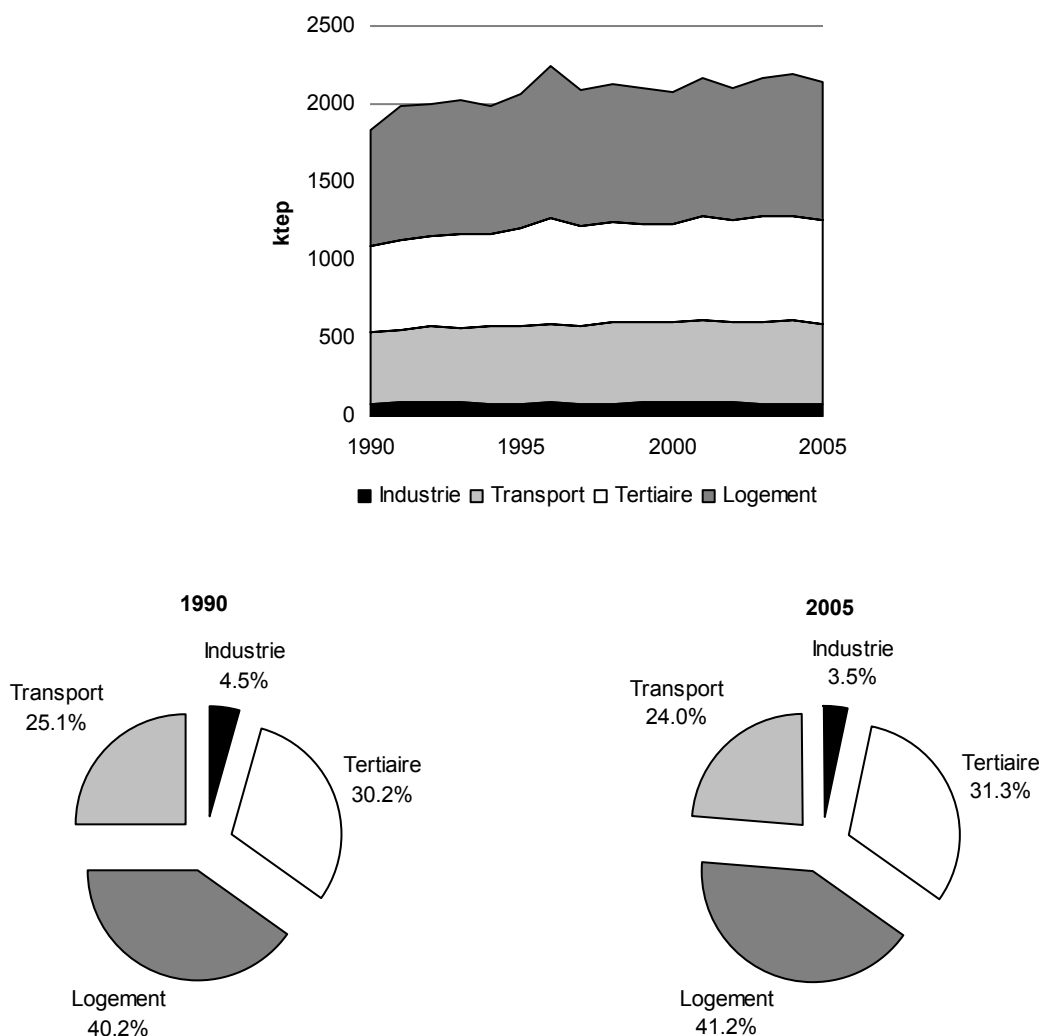 2500
2000
1500
1000
500
0
ktep
1990
1995
2000
2005
Industrie Transport Tertiaire Logement
1990
Industrie
4.5%
Transport
25.1%
Tertiaire
30.2%
Logement
40.2%
2005
Industrie
3.5%
Transport
24.0%
Tertiaire
31.3%
Logement
41.2%